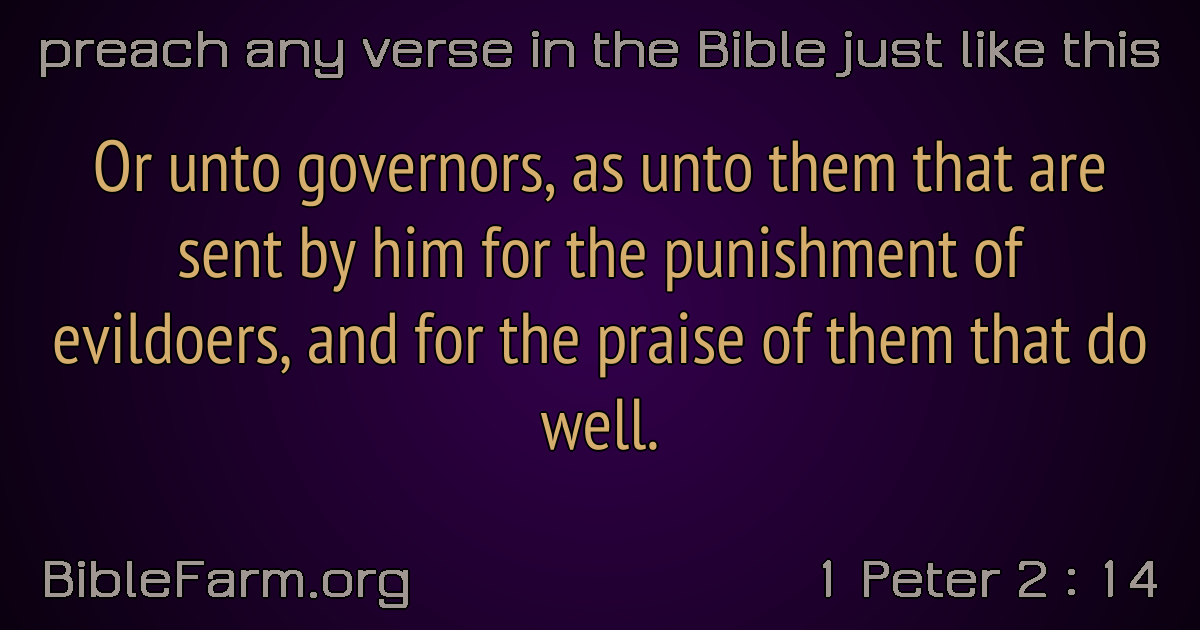 preach any verse in the Bible just like this
Or unto governors, as unto them that are
sent by him for the punishment of
evildoers, and for the praise of them that do
well.
BibleFarm.org
1 Peter 2 : 14